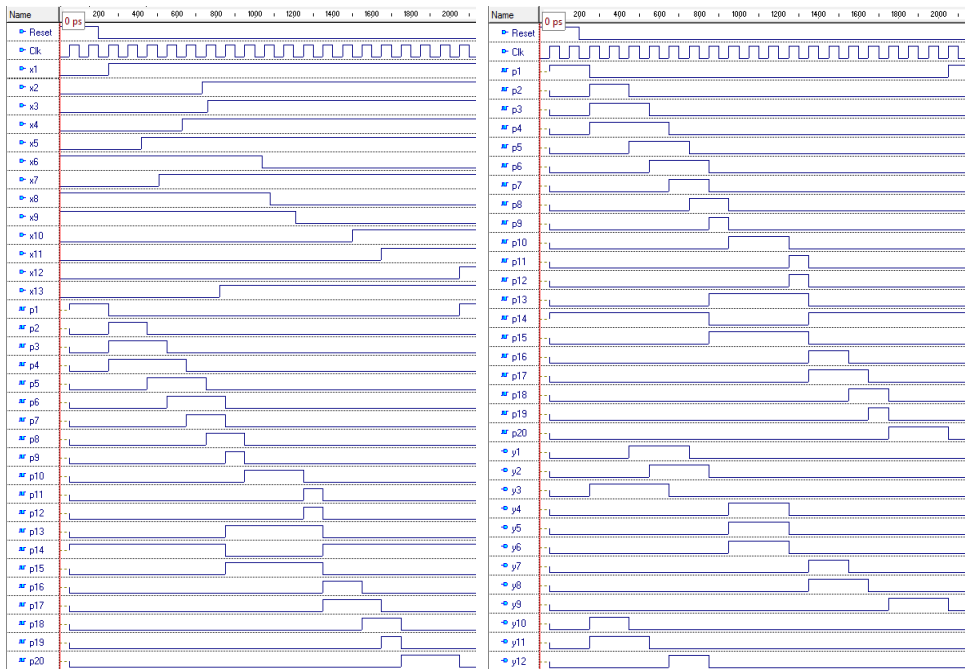 Name 0 ps 200 400 600 800 1000 1200 1400 1600 1800 2000
Reset
Clk
x1
x2
x3
x4
x5
x6
x7
x8
x9
x10
x11
x12
x13
p1
p2
p3
p4
p5
p6
p7
p8
p9
p10
p11
p12
p13
p14
p15
p16
p17
p18
p19
p20
Name 0 ps 200 400 600 800 1000 1200 1400 1600 1800 2000
Reset
Clk
p1
p2
p3
p4
p5
p6
p7
p8
p9
p10
p11
p12
p13
p14
p15
p16
p17
p18
p19
p20
y1
y2
y3
y4
y5
y6
y7
y8
y9
y10
y11
y12